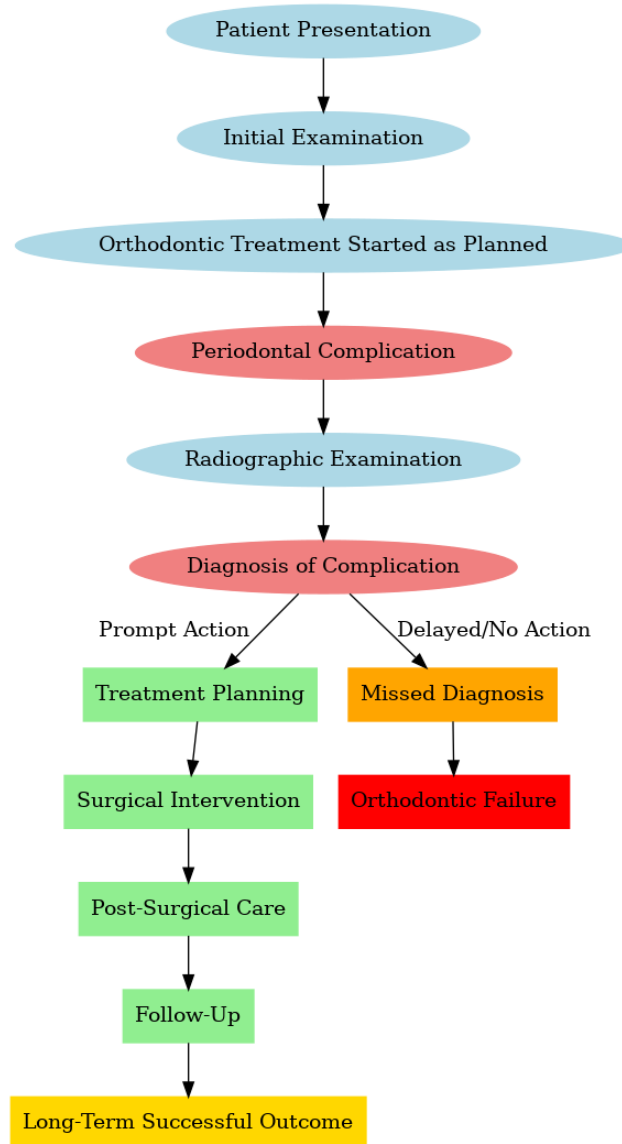 Patient Presentation
Initial Examination
Orthodontic Treatment Started as Planned
Periodontal Complication
Radiographic Examination
Diagnosis of Complication
Prompt Action
Delayed/No Action
Treatment Planning
Missed Diagnosis
Surgical Intervention
Orthodontic Failure
Post-Surgical Care
Follow-Up
Long-Term Successful Outcome